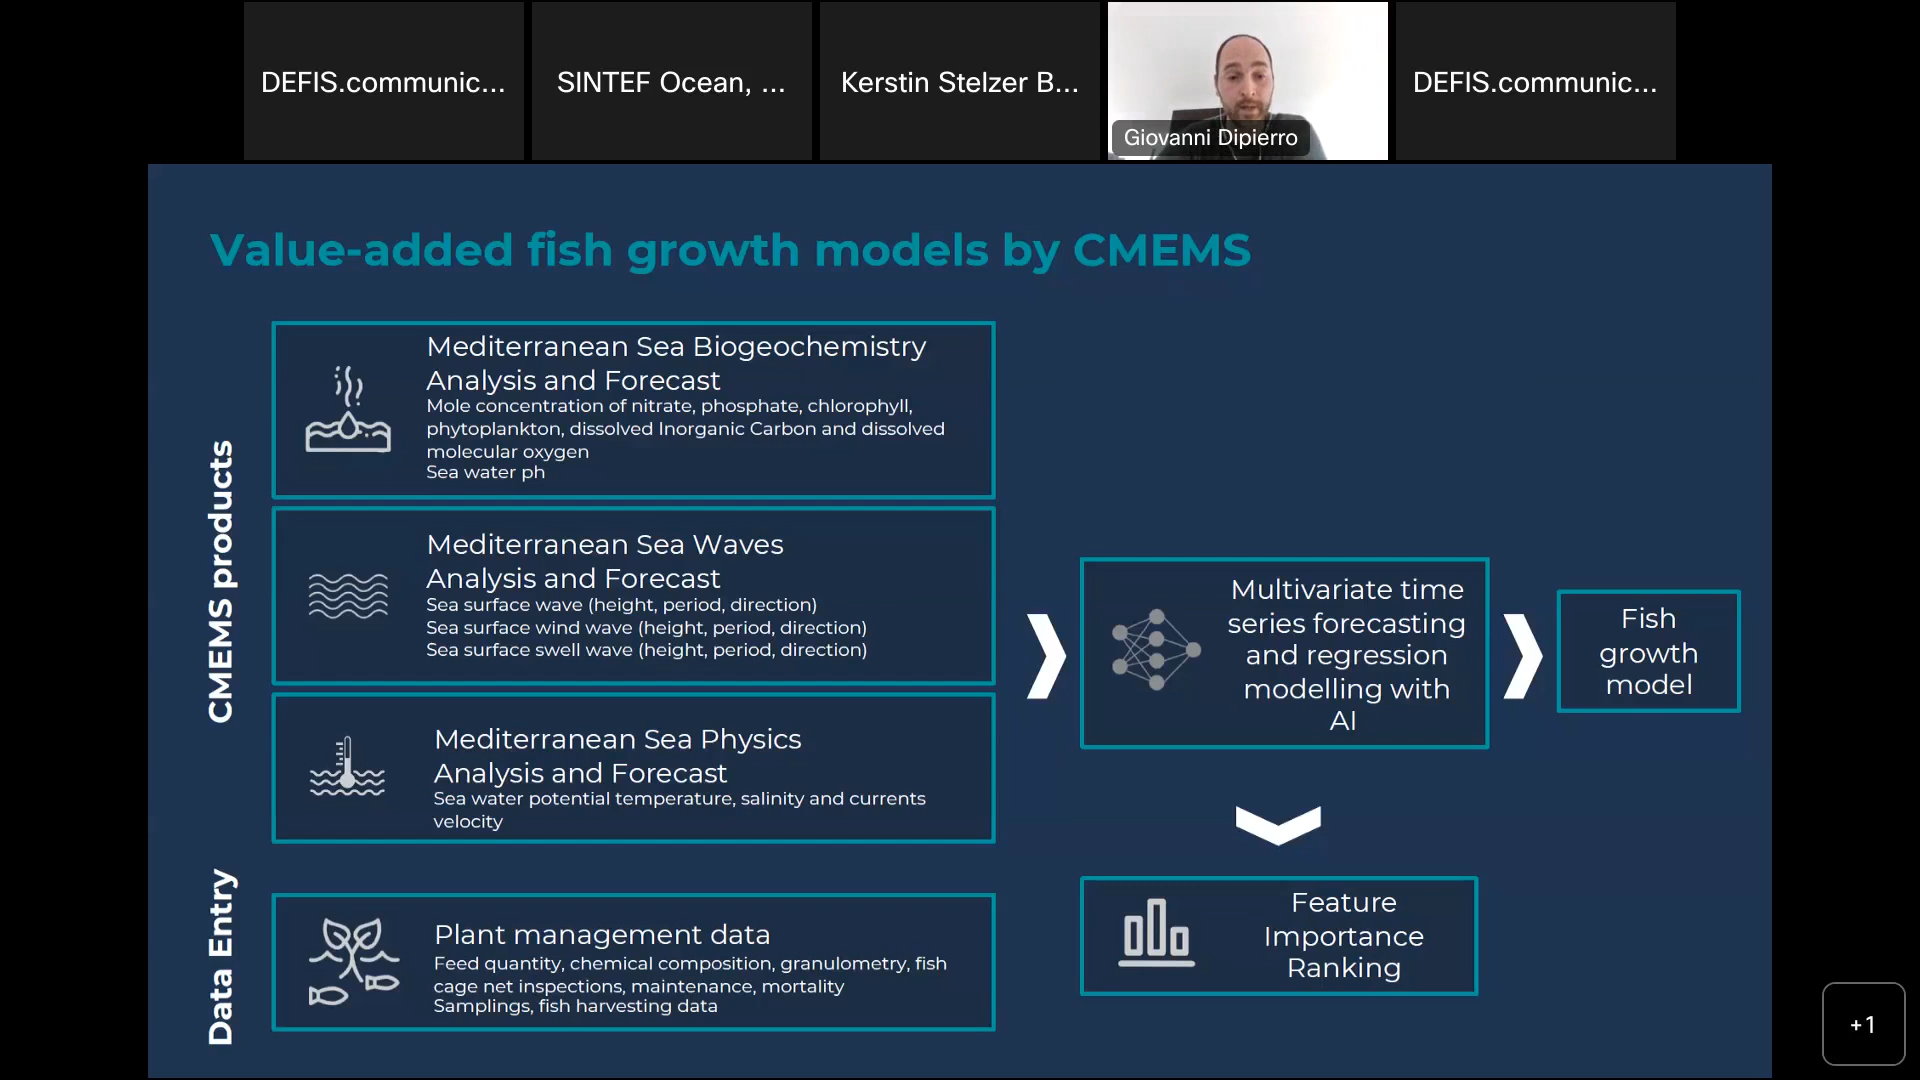 DEFIS.communic...
SINTEF Ocean, ...
Kerstin Stelzer B...
Giovanni Dipierro
DEFIS.communic...
Value-added fish growth models by CMEMS
CMEMS products
Mediterranean Sea Biogeochemistry
Analysis and Forecast
Mole concentration of nitrate, phosphate, chlorophyll,
phytoplankton, dissolved Inorganic Carbon and dissolved
molecular oxygen
Sea water ph
Mediterranean Sea Waves
Analysis and Forecast
Sea surface wave (height, period, direction)
Sea surface wind wave (height, period, direction)
Sea surface swell wave (height, period, direction)
Mediterranean Sea Physics
Analysis and Forecast
Sea water potential temperature, salinity and currents
velocity
Data Entry
Plant management data
Feed quantity, chemical composition, granulometry, fish
cage net inspections, maintenance, mortality
Samplings, fish harvesting data
Multivariate time
series forecasting
and regression
modelling with
AI
Fish
growth
model
Feature
Importance
Ranking
+1